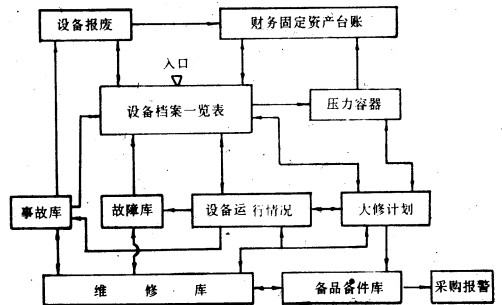 设备报废
财务固定资产台账
入口
设备档案一览表
压力容器
事故库
故障库
设备运行情况
大修计划
维修库
备品备件库
采购报警